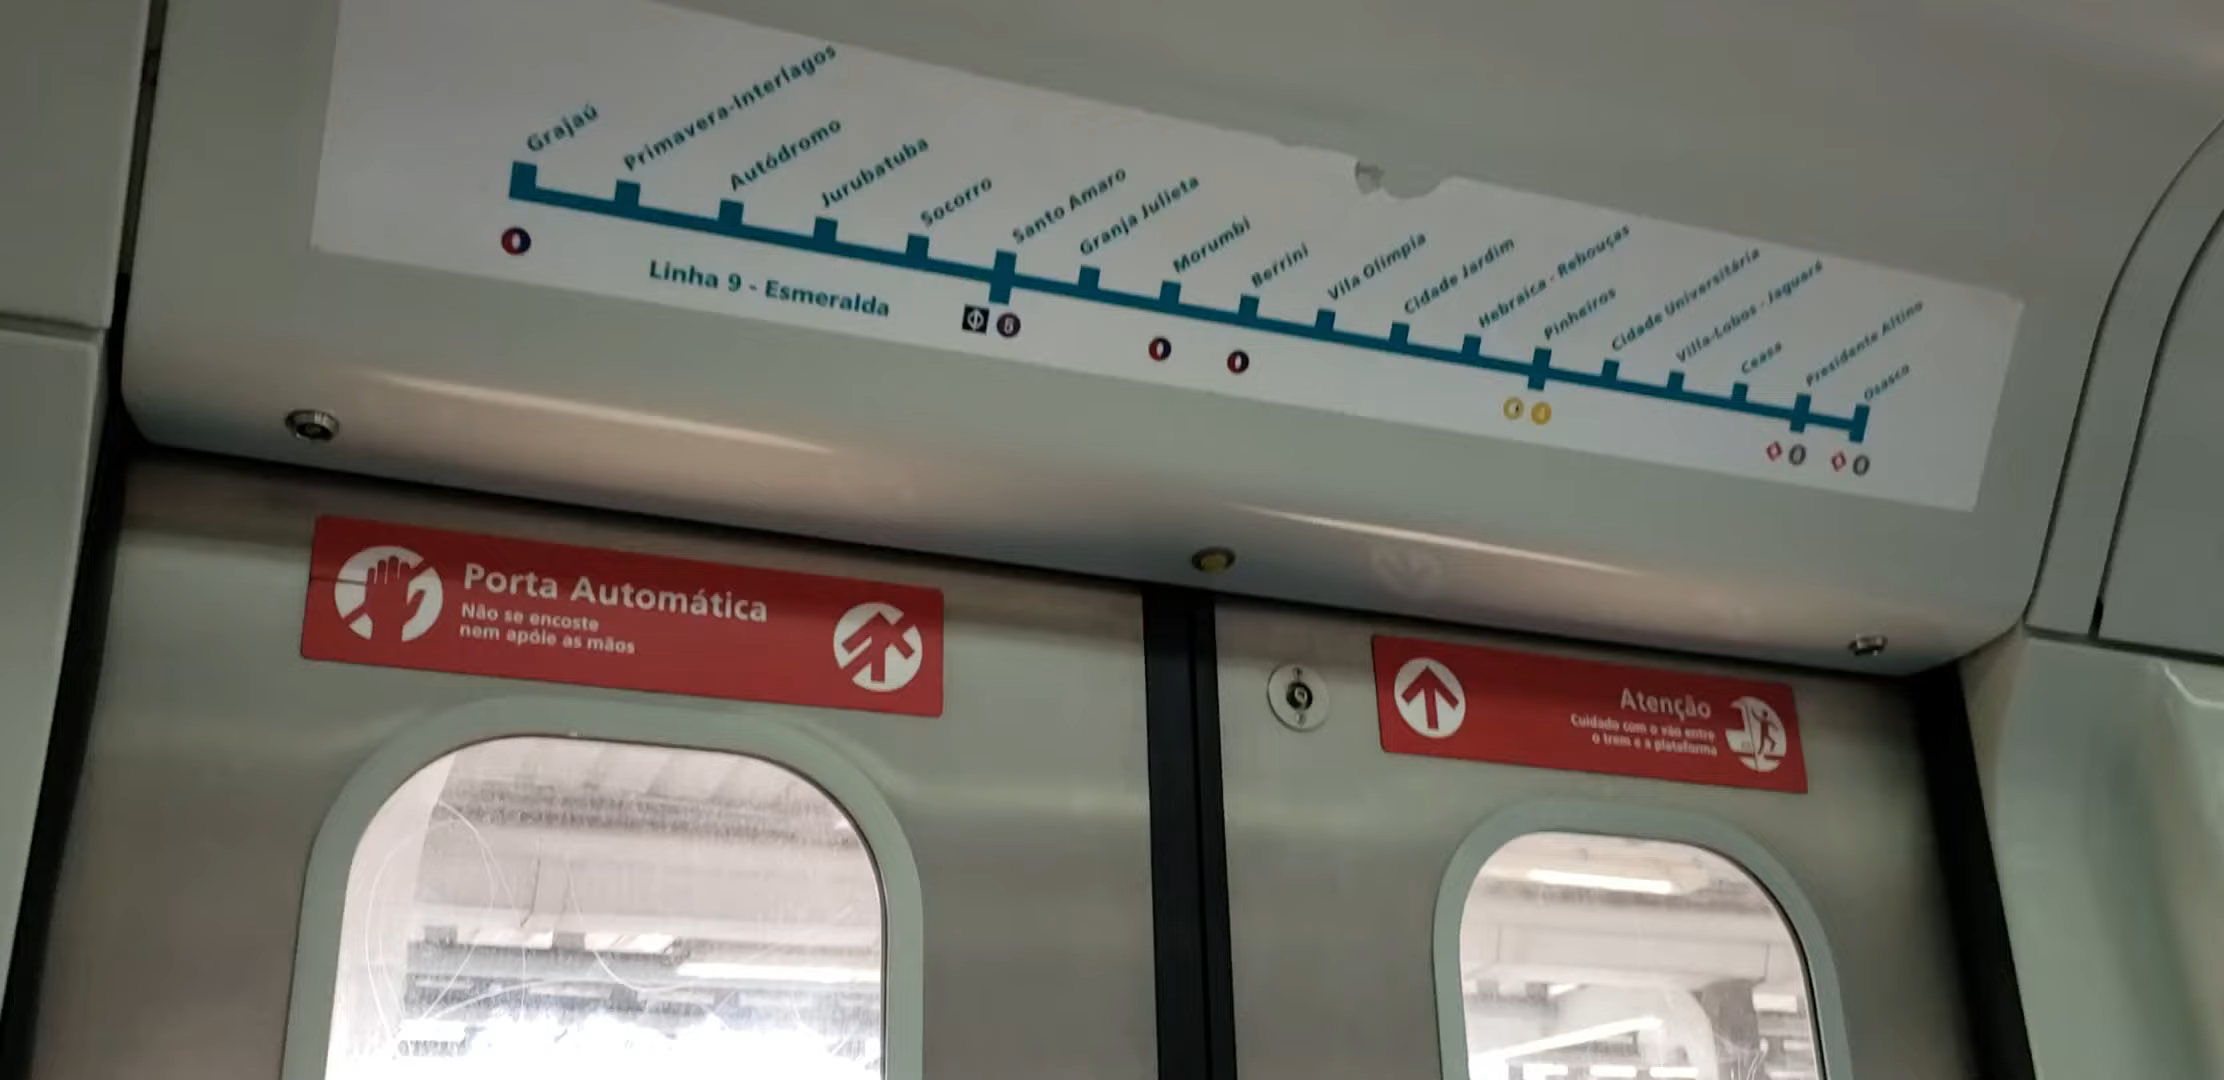 Grajaú
Primavera-Interlagos
Autódromo
Jurubatuba
Socorro
Santo Amaro
Granja Julieta
Morumbi
Berrini
Vila Olímpia
Cidade Jardim
Hebraica - Rebouças
Pinheiros
Cidade Universitária
Villa-Lobos - Jaguaré
Ceasa
Presidente Altino
Osasco
Linha 9 - Esmeralda
5
4
Porta Automática
Não se encoste
nem apóie as mãos
Atenção
Cuidado com o vão entre
o trem e a plataforma